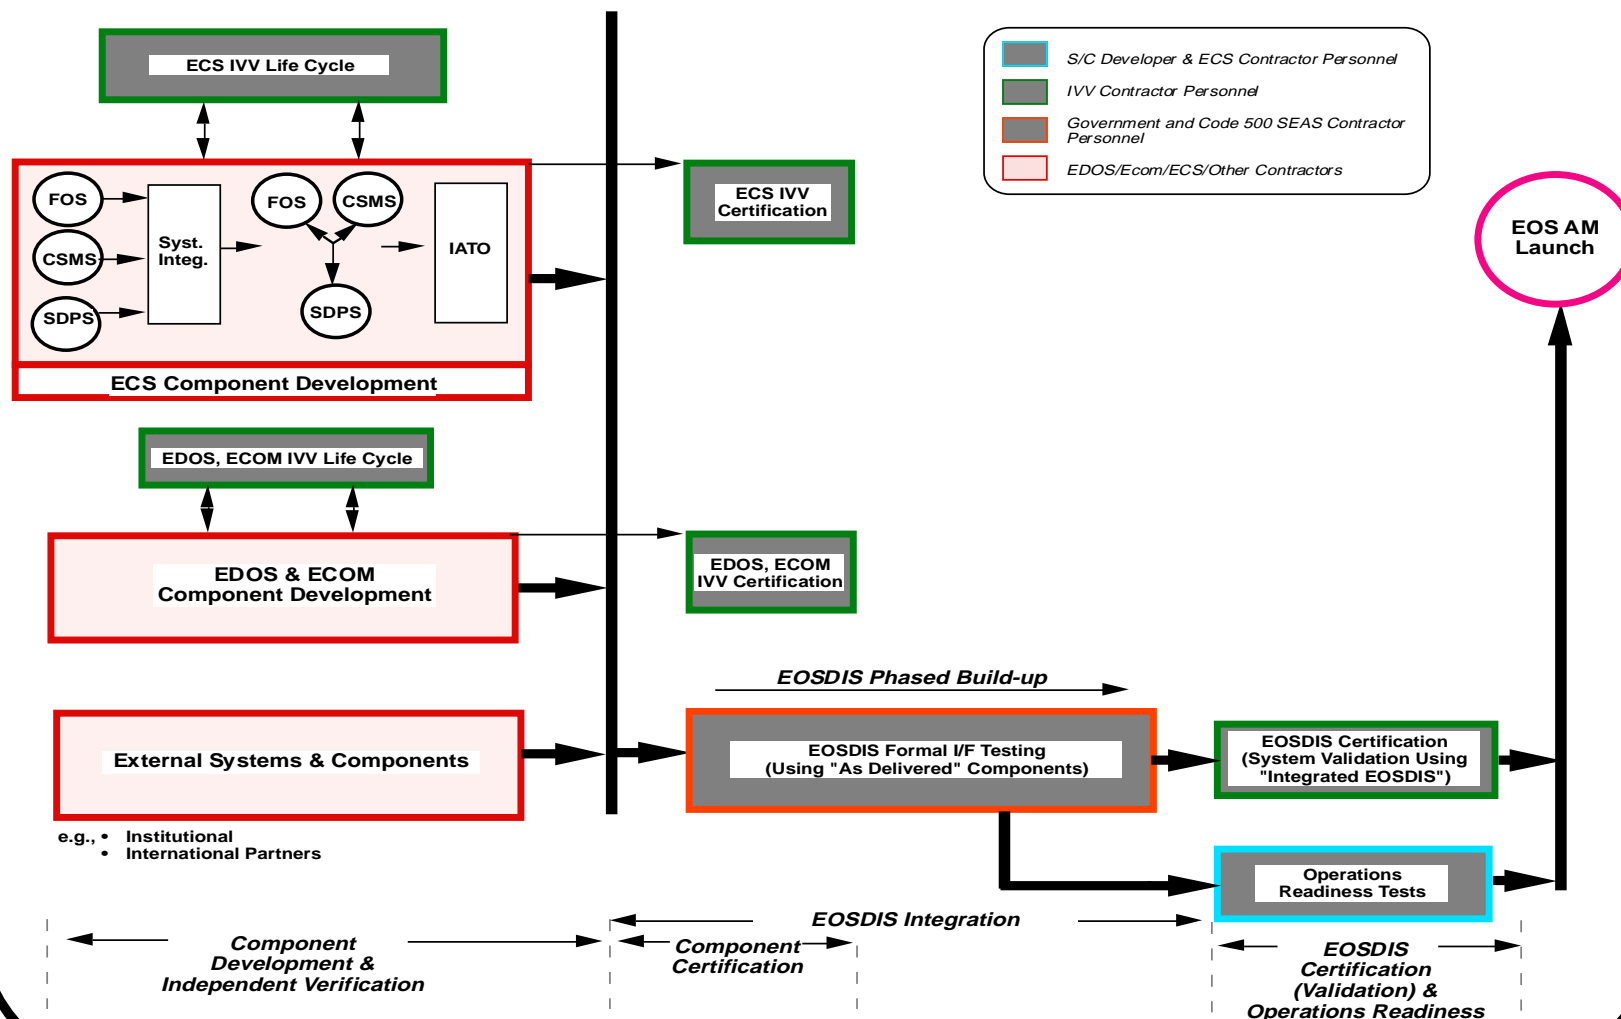 ECS IVV Life Cycle
S/C Developer & ECS Contractor Personnel
IVV Contractor Personnel
Government and Code 500 SEAS Contractor
Personnel
EDOS/Ecom/ECS/Other Contractors
FOS
CSMS
SDPS
Syst.
Integ.
FOS
CSMS
SDPS
IATO
ECS Component Development
ECS IVV
Certification
EOS AM
Launch
EDOS, ECOM IVV Life Cycle
EDOS & ECOM
Component Development
EDOS, ECOM
IVV Certification
EOSDIS Phased Build-up
External Systems & Components
EOSDIS Formal I/F Testing
(Using "As Delivered" Components)
EOSDIS Certification
(System Validation Using
"Integrated EOSDIS")
e.g., • Institutional
• International Partners
Operations
Readiness Tests
EOSDIS Integration
Component
Development &
Independent Verification
Component
Certification
EOSDIS
Certification
(Validation) &
Operations Readiness